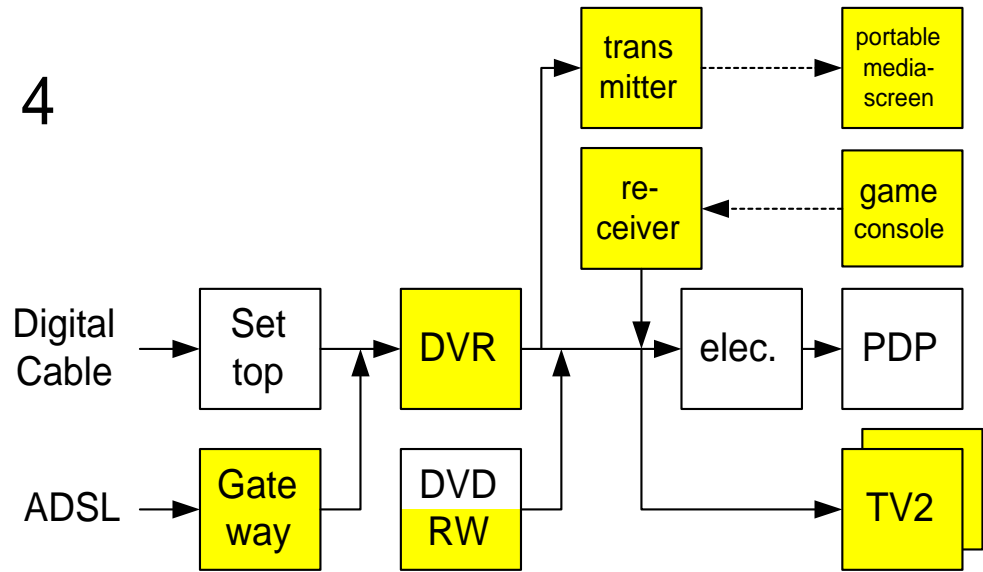 4
trans
mitter
portable
media-
screen
re-
ceiver
game
console
Digital
Cable
Set
top
DVR
elec.
PDP
ADSL
Gate
way
DVD
RW
TV2